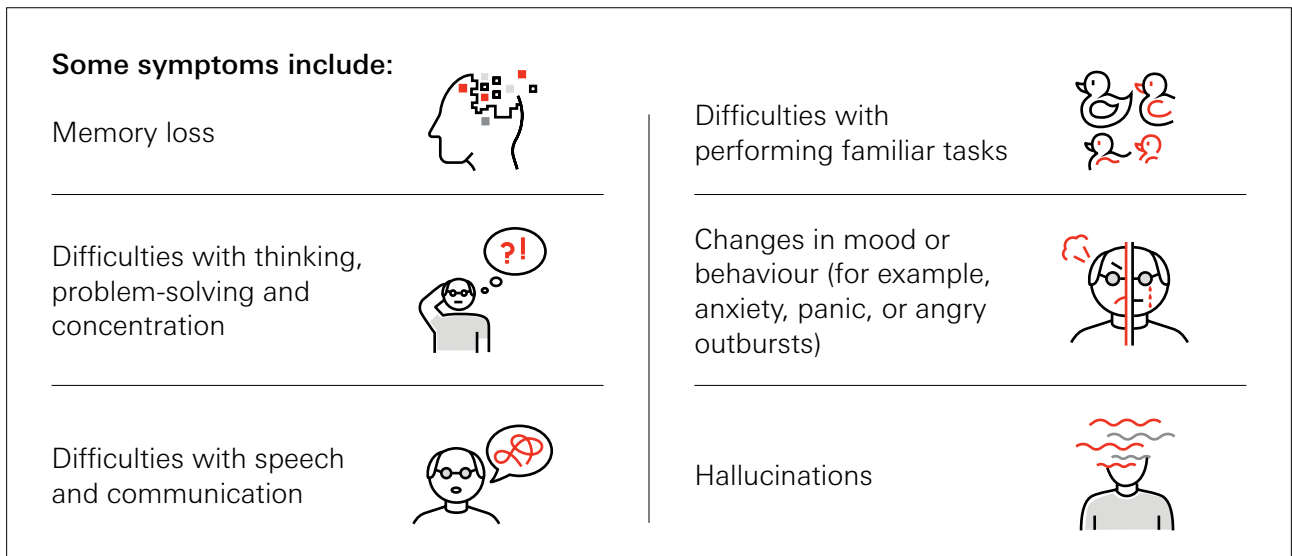 Some symptoms include:
Memory loss
Difficulties with thinking,
problem-solving and
concentration
?!
Difficulties with speech
and communication
Difficulties with
performing familiar tasks
Changes in mood or
behaviour (for example,
anxiety, panic, or angry
outbursts)
Hallucinations